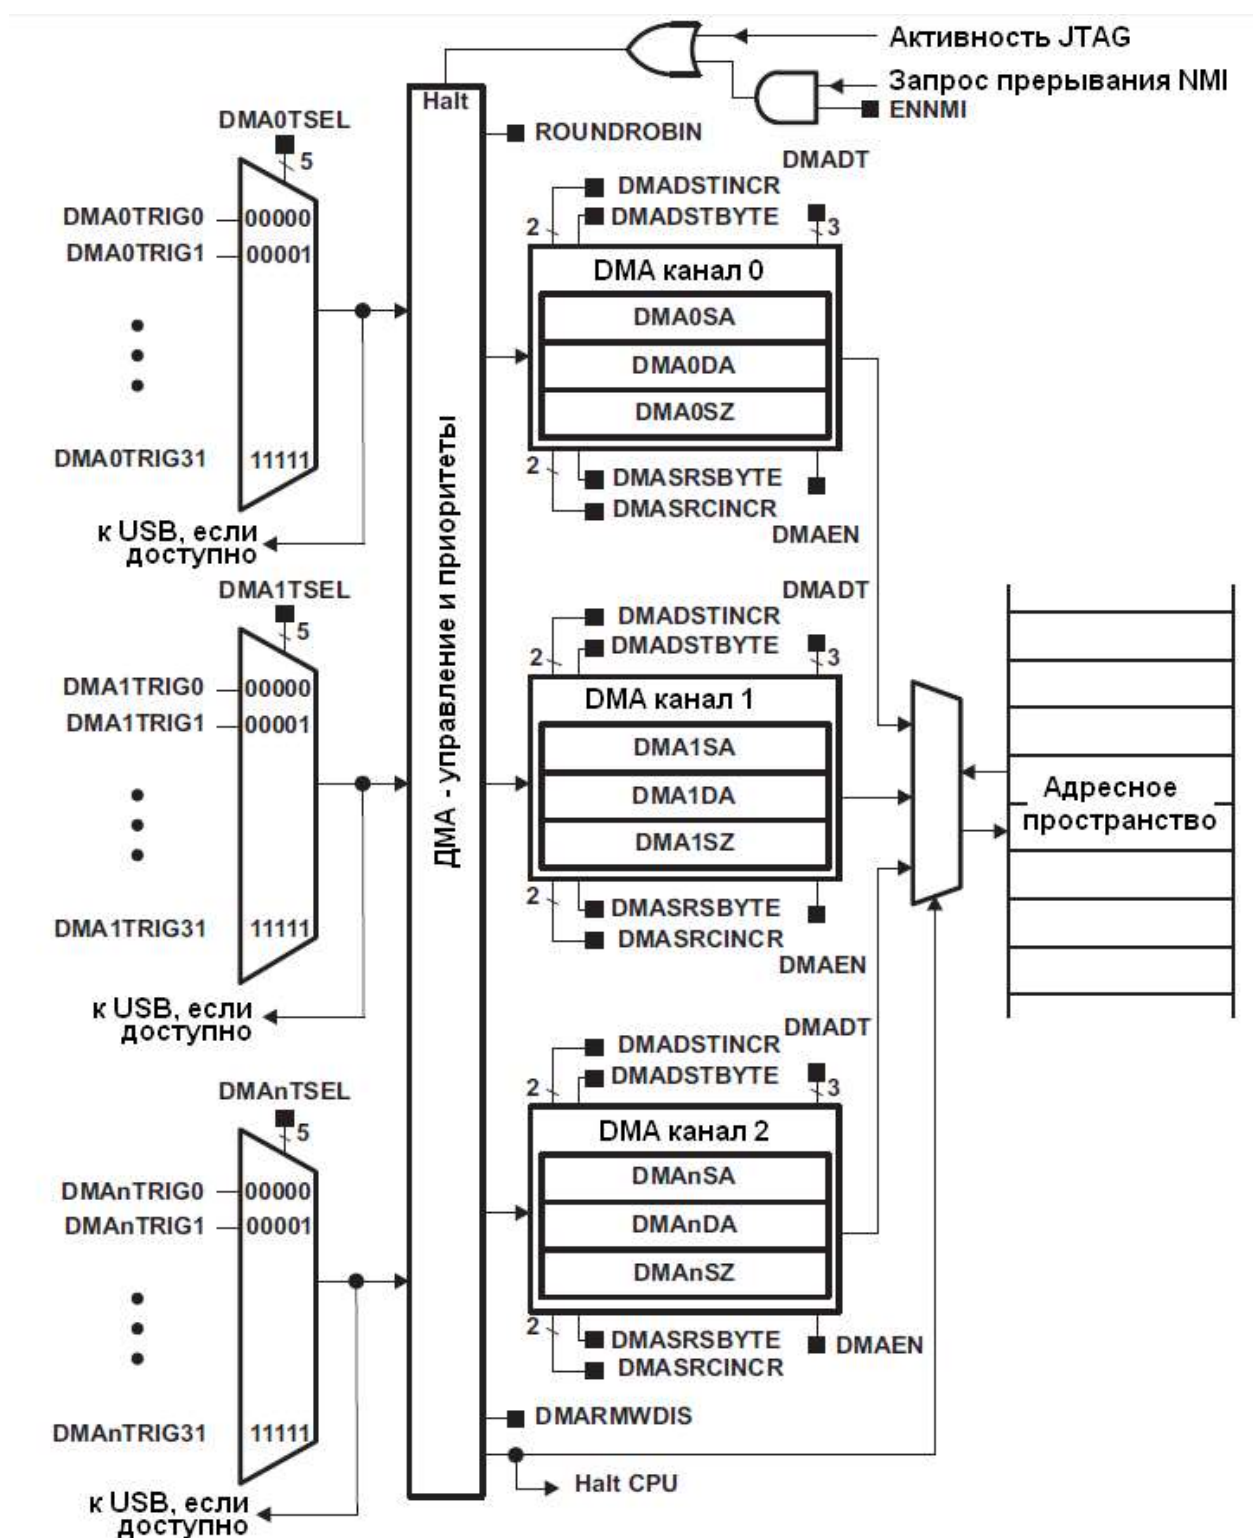 Активность JTAG
Запрос прерывания NMI
ENNMI
Halt
ROUNDROBIN
DMA0TSEL
5
DMA0TRIG0
00000
DMA0TRIG1
00001
DMA0TRIG31
11111
к USB, если
доступно
DMA1TSEL
5
DMA1TRIG0
00000
DMA1TRIG1
00001
DMA1TRIG31
11111
к USB, если
доступно
DMAnTSEL
5
DMAnTRIG0
00000
DMAnTRIG1
00001
DMAnTRIG31
11111
к USB, если
доступно
ДМА - управление и приоритеты
DMADT
DMADSTINCR
DMADSTBYTE
2
3
DMA канал 0
DMA0SA
DMA0DA
DMA0SZ
2
DMASRSBYTE
DMASRCINCR
DMAEN
DMADT
DMADSTINCR
DMADSTBYTE
2
3
DMA канал 1
DMA1SA
DMA1DA
DMA1SZ
2
DMASRSBYTE
DMASRCINCR
DMAEN
DMADT
DMADSTINCR
DMADSTBYTE
2
3
DMA канал 2
DMAnSA
DMAnDA
DMAnSZ
2
DMASRSBYTE
DMAEN
DMASRCINCR
DMARMWDIS
Halt CPU
Адресное
пространство